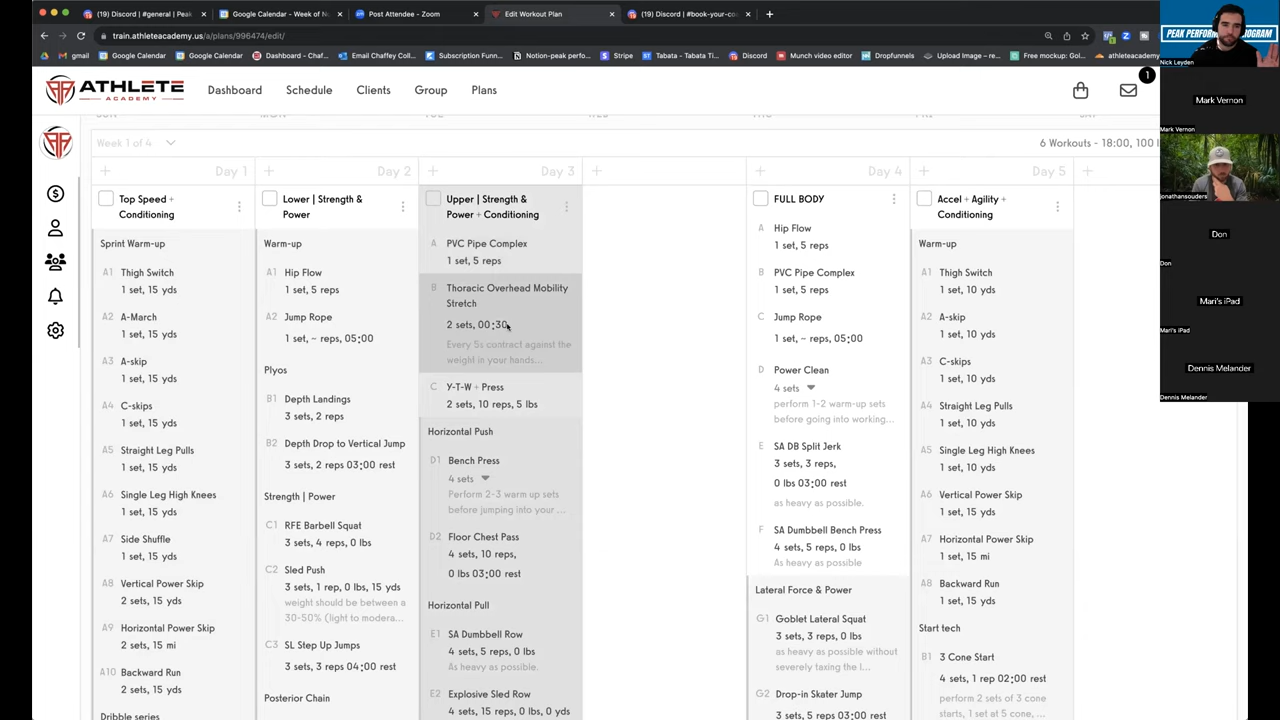 (19) Discord | #general | Peak
Google Calendar - Week of N
Post Attendee - Zoom
Edit Workout Plan
(19) Discord | #book-your-co
train.athleteacademy.us/a/plans/996474/edit/
gmail
Google Calendar
Dashboard - Chaf...
Email Chaffey Coll...
Subscription...
Notion-peak perfo...
Stripe
Tabata - Tabata Ti...
Discord
Munch video editor
Dropfunnels
Upload Image - re...
Free mockup - Gol...
athleteacademy
ATHLETE
ACADEMY
Dashboard
Schedule
Clients
Group
Plans
1
SUN
MON
TUE
WED
THU
FRI
SAT
Week 1 of 4
6 Workouts - 18:00, 100 l
Day 1
Day 2
Day 3
Day 4
Day 5
Top Speed +
Conditioning
Sprint Warm-up
A1 Thigh Switch
1 set, 15 yds
A2 A-March
1 set, 15 yds
A3 A-skip
1 set, 15 yds
A4 C-skips
1 set, 15 yds
A5 Straight Leg Pulls
1 set, 15 yds
A6 Single Leg High Knees
1 set, 15 yds
A7 Side Shuffle
1 set, 15 yds
A8 Vertical Power Skip
2 sets, 15 yds
A9 Horizontal Power Skip
2 sets, 15 mi
A10 Backward Run
2 sets, 15 yds
Dribble series
Lower | Strength &
Power
Warm-up
A1 Hip Flow
1 set, 5 reps
A2 Jump Rope
1 set, ~ reps, 05:00
Plyos
B1 Depth Landings
3 sets, 2 reps
B2 Depth Drop to Vertical Jump
3 sets, 2 reps 03:00 rest
Strength | Power
C1 RFE Barbell Squat
3 sets, 4 reps, 0 lbs
C2 Sled Push
3 sets, 1 rep, 0 lbs, 15 yds
weight should be between a
30-50% (light to modera...
C3 SL Step Up Jumps
3 sets, 3 reps 04:00 rest
Posterior Chain
Upper | Strength &
Power + Conditioning
A PVC Pipe Complex
1 set, 5 reps
B Thoracic Overhead Mobility
Stretch
2 sets, 00:30
Every 5s contract against the
weight in your hands...
C Y-T-W + Press
2 sets, 10 reps, 5 lbs
Horizontal Push
D1 Bench Press
4 sets
Perform 2-3 warm up sets
before jumping into your ...
D2 Floor Chest Pass
4 sets, 10 reps,
0 lbs 03:00 rest
Horizontal Pull
E1 SA Dumbbell Row
4 sets, 5 reps, 0 lbs
As heavy as possible.
E2 Explosive Sled Row
4 sets, 15 reps, 0 lbs, 0 yds
FULL BODY
A Hip Flow
1 set, 5 reps
B PVC Pipe Complex
1 set, 5 reps
C Jump Rope
1 set, ~ reps, 05:00
D Power Clean
4 sets
perform 1-2 warm-up sets
before going into working...
E SA DB Split Jerk
3 sets, 3 reps,
0 lbs 03:00 rest
as heavy as possible.
F SA Dumbbell Bench Press
4 sets, 5 reps, 0 lbs
As heavy as possible
Lateral Force & Power
G1 Goblet Lateral Squat
3 sets, 3 reps, 0 lbs
as heavy as possible without
severely taxing the l...
G2 Drop-in Skater Jump
3 sets, 5 reps 03:00 rest
Accel + Agility +
Conditioning
Warm-up
A1 Thigh Switch
1 set, 10 yds
A2 A-skip
1 set, 10 yds
A3 C-skips
1 set, 10 yds
A4 Straight Leg Pulls
1 set, 10 yds
A5 Single Leg High Knees
1 set, 10 yds
A6 Vertical Power Skip
1 set, 15 yds
A7 Horizontal Power Skip
1 set, 15 mi
A8 Backward Run
1 set, 15 yds
Start tech
B1 3 Cone Start
4 sets, 1 rep 02:00 rest
perform 2 sets of 3 cone
starts, 1 set at 5 cone, ...
Nick Leyden
Mark Vernon
Mark Vernon
jonathansouders
Don
Don
Mari's iPad
Mari's iPad
Dennis Melander
Dennis Melander